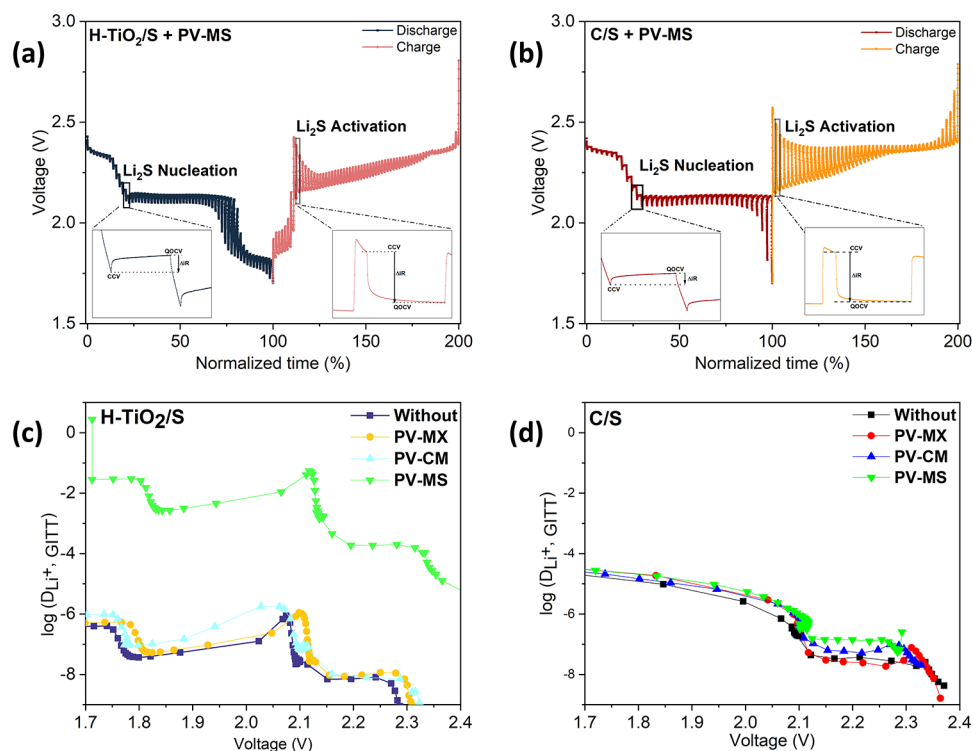 (a)
H-TiO₂/S + PV-MS
Discharge
Charge
Li₂S Activation
Li₂S Nucleation
QOCV
ΔiR
CCV
CCV
ΔiR
QOCV
3.0
2.5
2.0
1.5
Voltage (V)
0
50
100
150
200
Normalized time (%)
(b)
C/S + PV-MS
Discharge
Charge
Li₂S Activation
Li₂S Nucleation
QOCV
ΔiR
CCV
CCV
ΔiR
QOCV
3.0
2.5
2.0
1.5
Voltage (V)
0
50
100
150
200
Normalized time (%)
(c)
H-TiO2/S
Without
PV-MX
PV-CM
PV-MS
0
-2
-4
-6
-8
log (D_Li⁺, GITT)
1.7
1.8
1.9
2.0
2.1
2.2
2.3
2.4
Voltage (V)
(d)
C/S
Without
PV-MX
PV-CM
PV-MS
0
-2
-4
-6
-8
log (D_Li⁺, GITT)
1.7
1.8
1.9
2.0
2.1
2.2
2.3
2.4
Voltage (V)